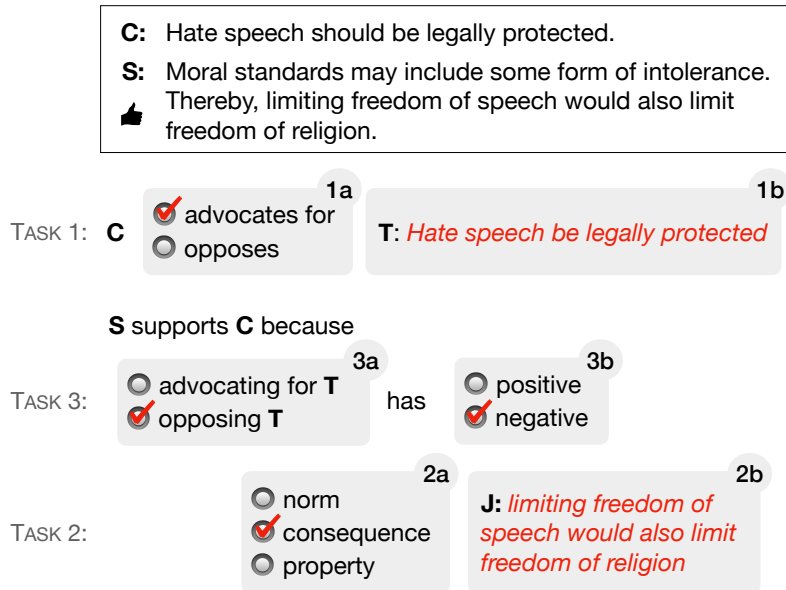 C: Hate speech should be legally protected.
S: Moral standards may include some form of intolerance.
Thereby, limiting freedom of speech would also limit
freedom of religion.
1a
1b
TASK 1: C advocates for
opposes
T: Hate speech be legally protected
S supports C because
3a
3b
TASK 3: advocating for T
opposing T
has
positive
negative
2a
2b
TASK 2: norm
consequence
property
J: limiting freedom of
speech would also limit
freedom of religion